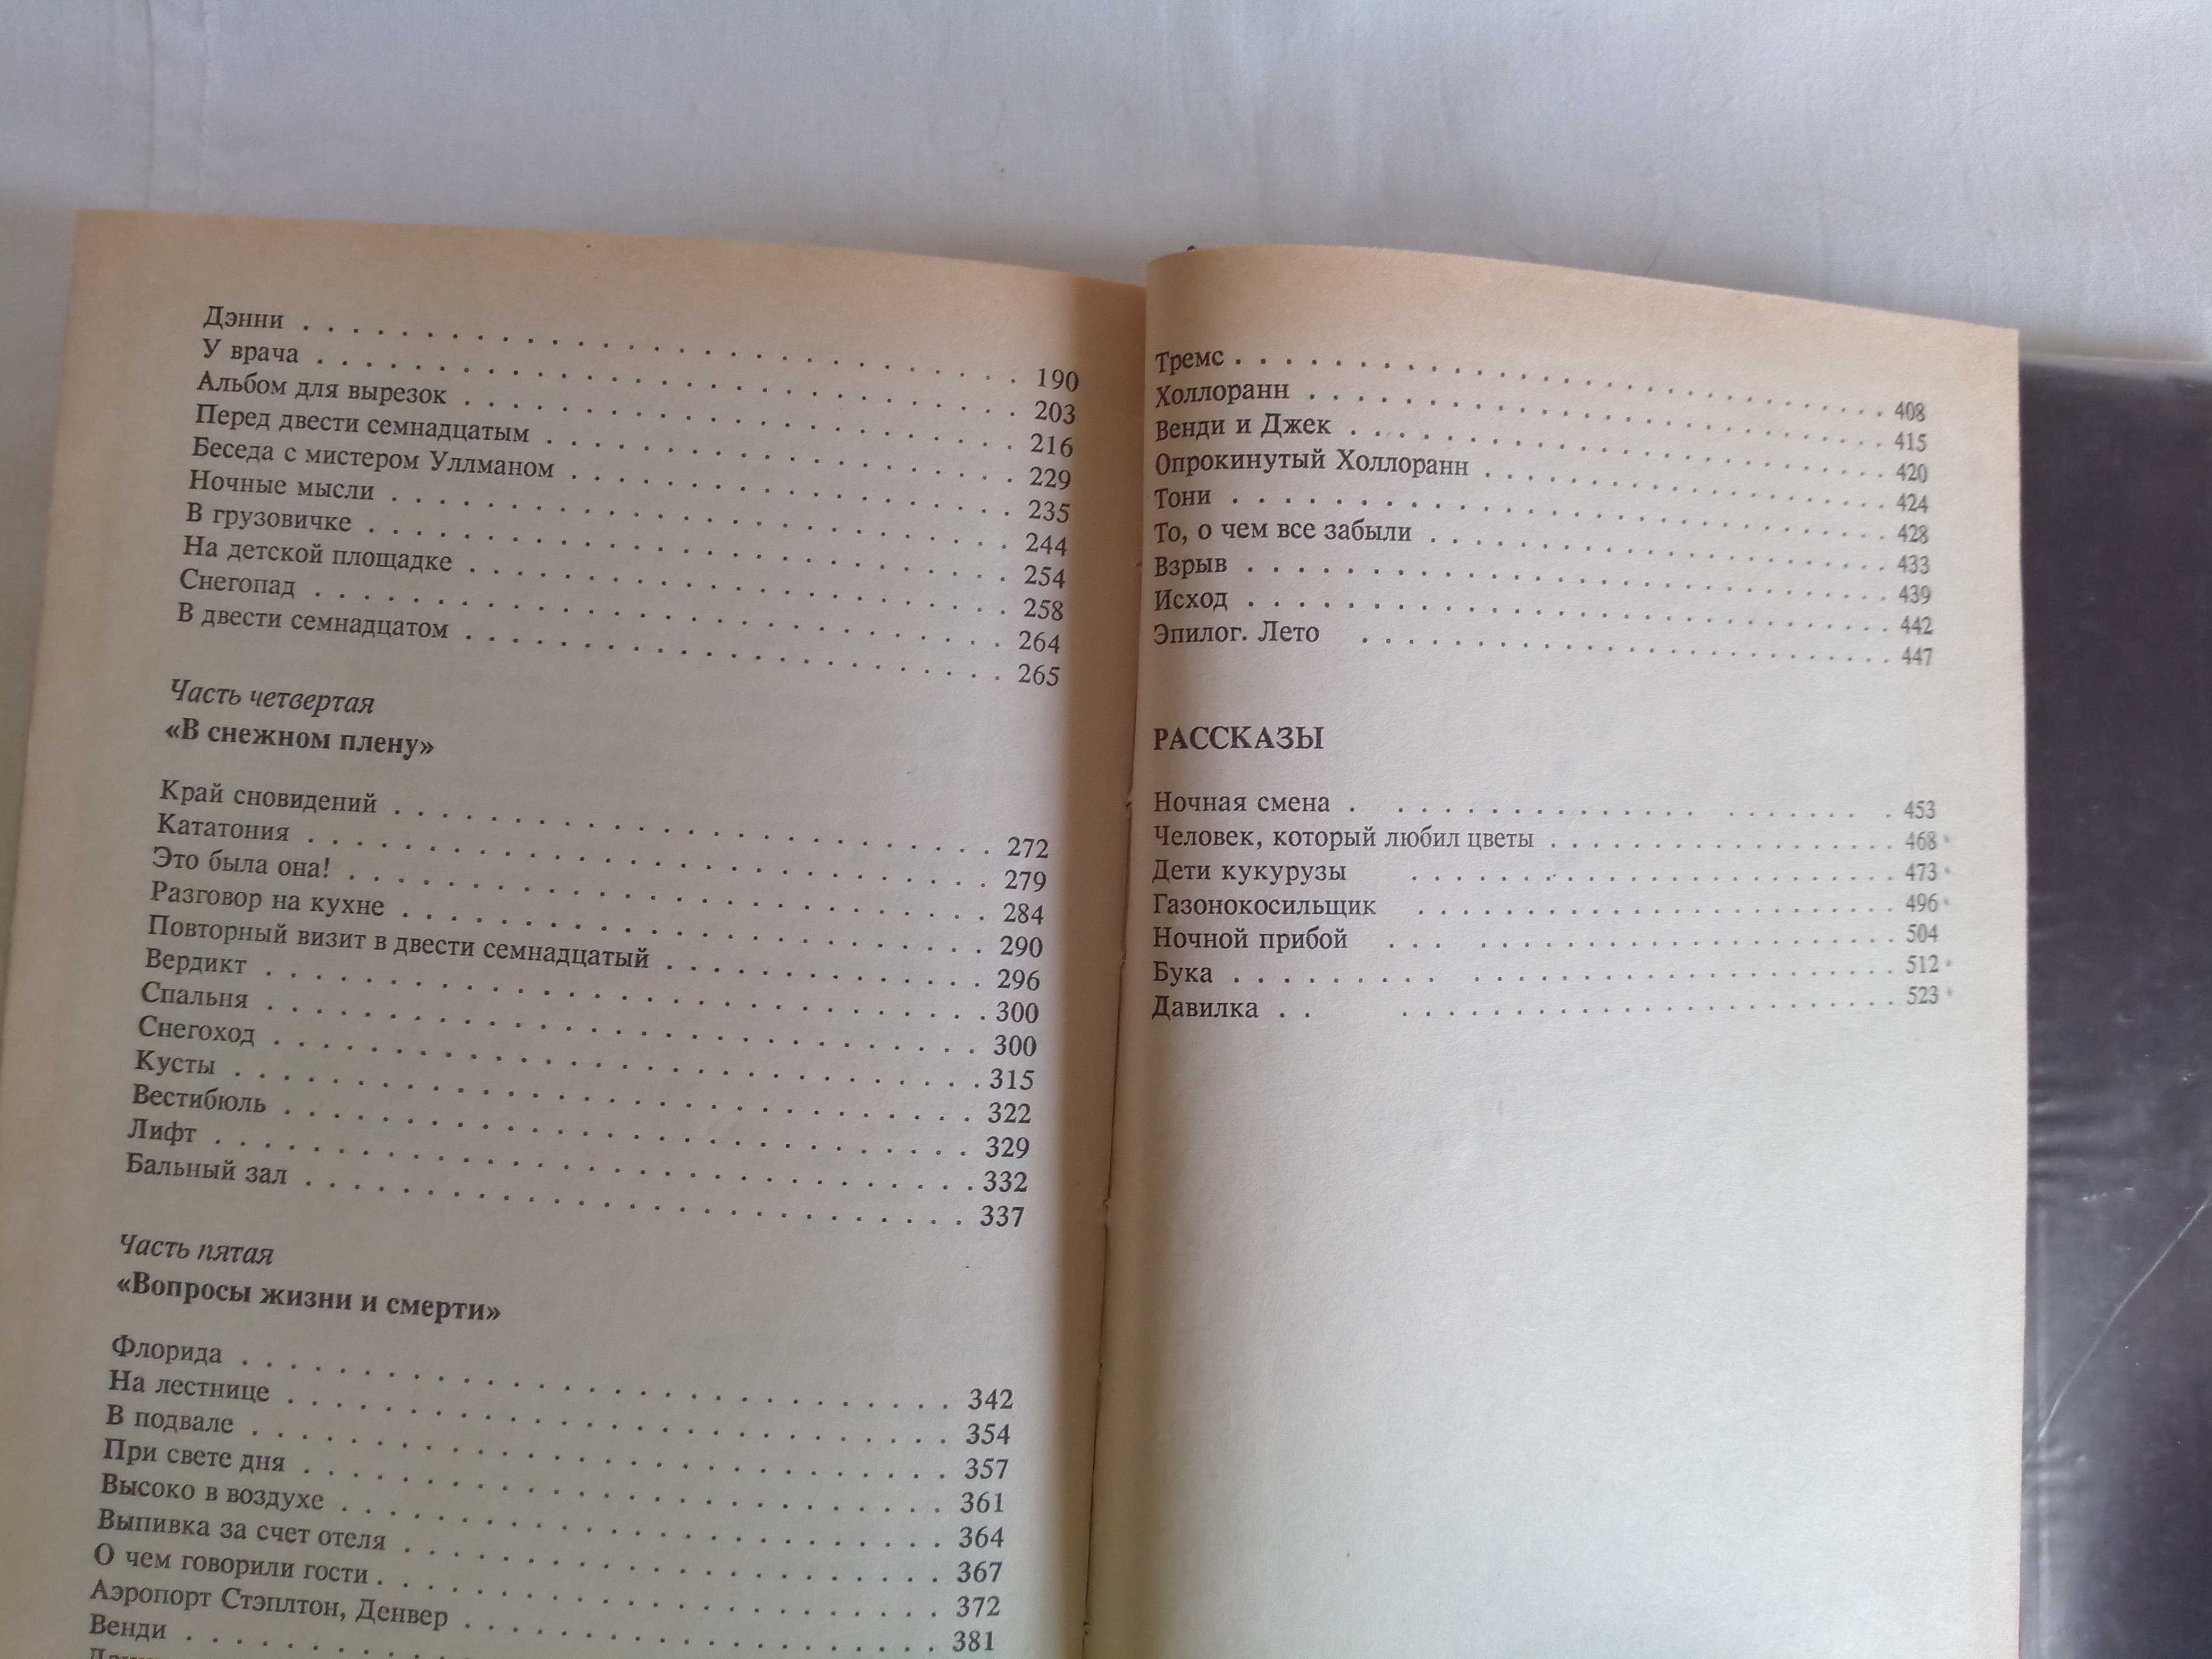 Дэнни . . . . . . . . . . 190
У врача . . . . . . . . . . 203
Альбом для вырезок . . . . . . . . . . 216
Перед двести семнадцатым . . . . . . . . . . 229
Беседа с мистером Уллманом . . . . . . . . . . 235
Ночные мысли . . . . . . . . . . 244
В грузовичке . . . . . . . . . . 254
На детской площадке . . . . . . . . . . 258
Снегопад . . . . . . . . . . 264
В двести семнадцатом . . . . . . . . . . 265
Часть четвертая
«В снежном плену»
Край сновидений . . . . . . . . . . 272
Кататония . . . . . . . . . . 279
Это была она! . . . . . . . . . . 284
Разговор на кухне . . . . . . . . . . 290
Повторный визит в двести семнадцатый . . . . . . . . . . 296
Вердикт . . . . . . . . . . 300
Спальня . . . . . . . . . . 300
Снегоход . . . . . . . . . . 315
Кусты . . . . . . . . . . 322
Вестибюль . . . . . . . . . . 329
Лифт . . . . . . . . . . 332
Бальный зал . . . . . . . . . . 337
Часть пятая
«Вопросы жизни и смерти»
Флорида . . . . . . . . . . 342
На лестнице . . . . . . . . . . 354
В подвале . . . . . . . . . . 357
При свете дня . . . . . . . . . . 361
Высоко в воздухе . . . . . . . . . . 364
Выпивка за счет отеля . . . . . . . . . . 367
О чем говорили гости . . . . . . . . . . 372
Аэропорт Стэплтон, Денвер . . . . . . . . . . 381
Венди . . . . . . . . . .
Тремс . . . . . . . . . . 408
Холлоранн . . . . . . . . . . 415
Венди и Джек . . . . . . . . . . 420
Опрокинутый Холлоранн . . . . . . . . . . 424
Тони . . . . . . . . . . 428
То, о чем все забыли . . . . . . . . . . 433
Взрыв . . . . . . . . . . 439
Исход . . . . . . . . . . 442
Эпилог. Лето . . . . . . . . . . 447
РАССКАЗЫ
Ночная смена . . . . . . . . . . 453
Человек, который любил цветы . . . . . . . . . . 468
Дети кукурузы . . . . . . . . . . 473
Газонокосильщик . . . . . . . . . . 496
Ночной прибой . . . . . . . . . . 504
Бука . . . . . . . . . . 512
Давилка . . . . . . . . . . 523